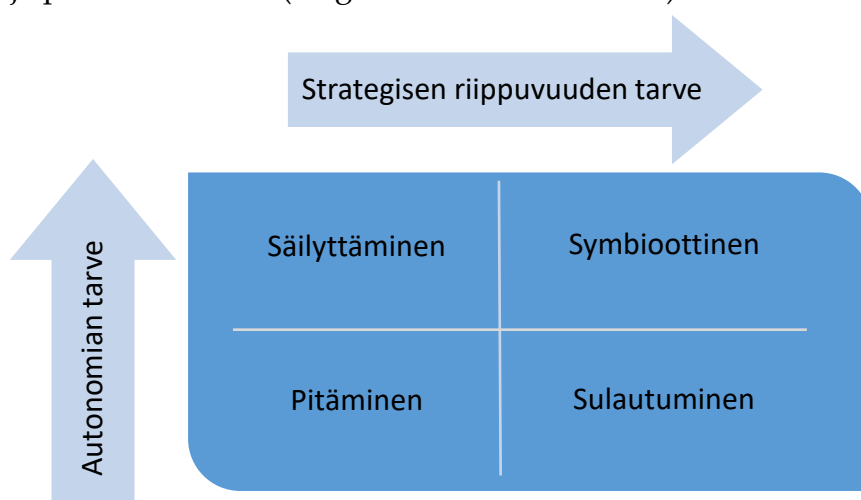 Strategisen riippuvuuden tarve
Autonomian tarve
Säilyttäminen
Symbioottinen
Pitäminen
Sulautuminen